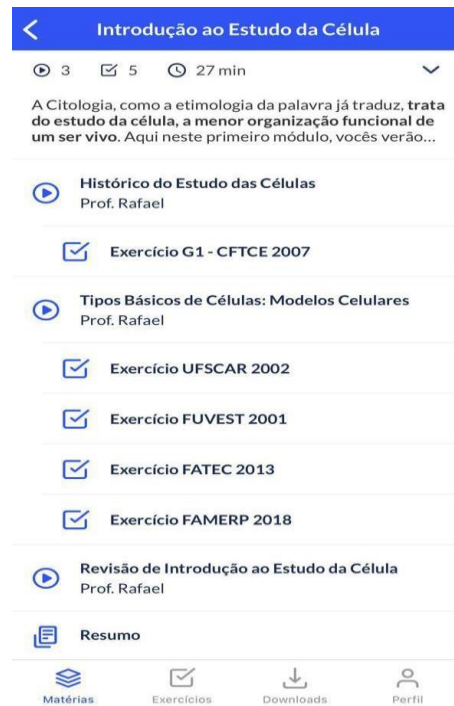 Introdução ao Estudo da Célula
3 5 27 min
A Citologia, como a etimologia da palavra já traduz, trata
do estudo da célula, a menor organização funcional de
um ser vivo. Aqui neste primeiro módulo, vocês verão...
Histórico do Estudo das Células
Prof. Rafael
Exercício G1 - CFTCE 2007
Tipos Básicos de Células: Modelos Celulares
Prof. Rafael
Exercício UFSCAR 2002
Exercício FUVEST 2001
Exercício FATEC 2013
Exercício FAMERP 2018
Revisão de Introdução ao Estudo da Célula
Prof. Rafael
Resumo
Matérias Exercícios Downloads Perfil